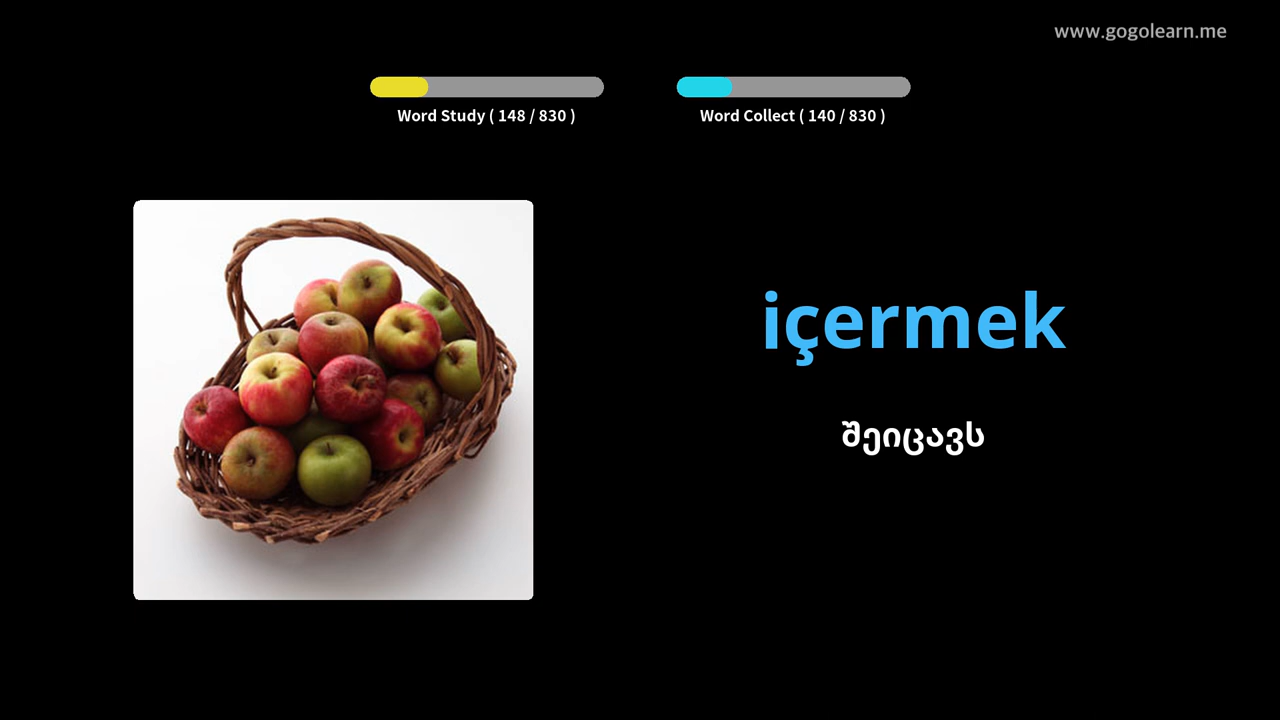 www.gogolearn.me
Word Study ( 148 / 830 )
Word Collect ( 140 / 830 )
içermek
შეიცავს